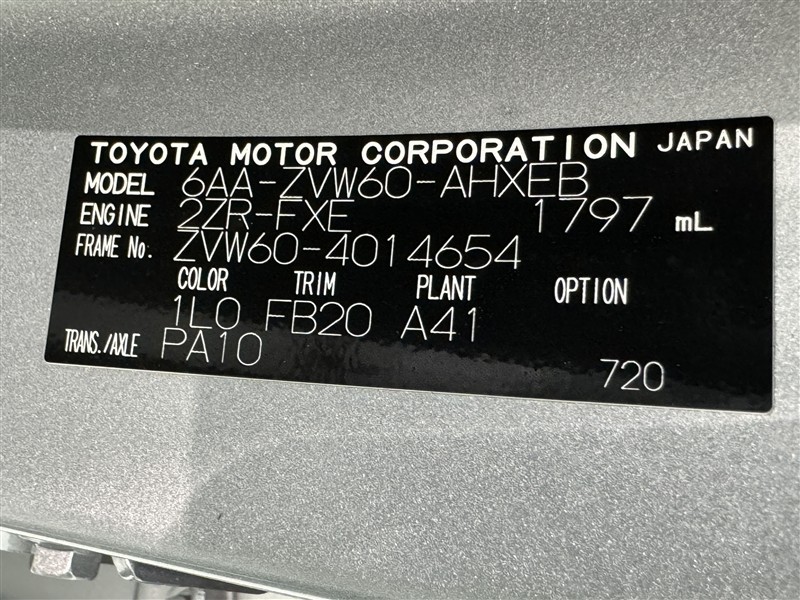 TOYOTA MOTOR CORPORATION JAPAN
MODEL 6AA-ZVW60-AHXEB
ENGINE 2ZR-FXE 1797 mL
FRAME No. ZVW60-4014654
COLOR TRIM PLANT OPTION
1L0 FB20 A41
TRANS./AXLE PA10
720